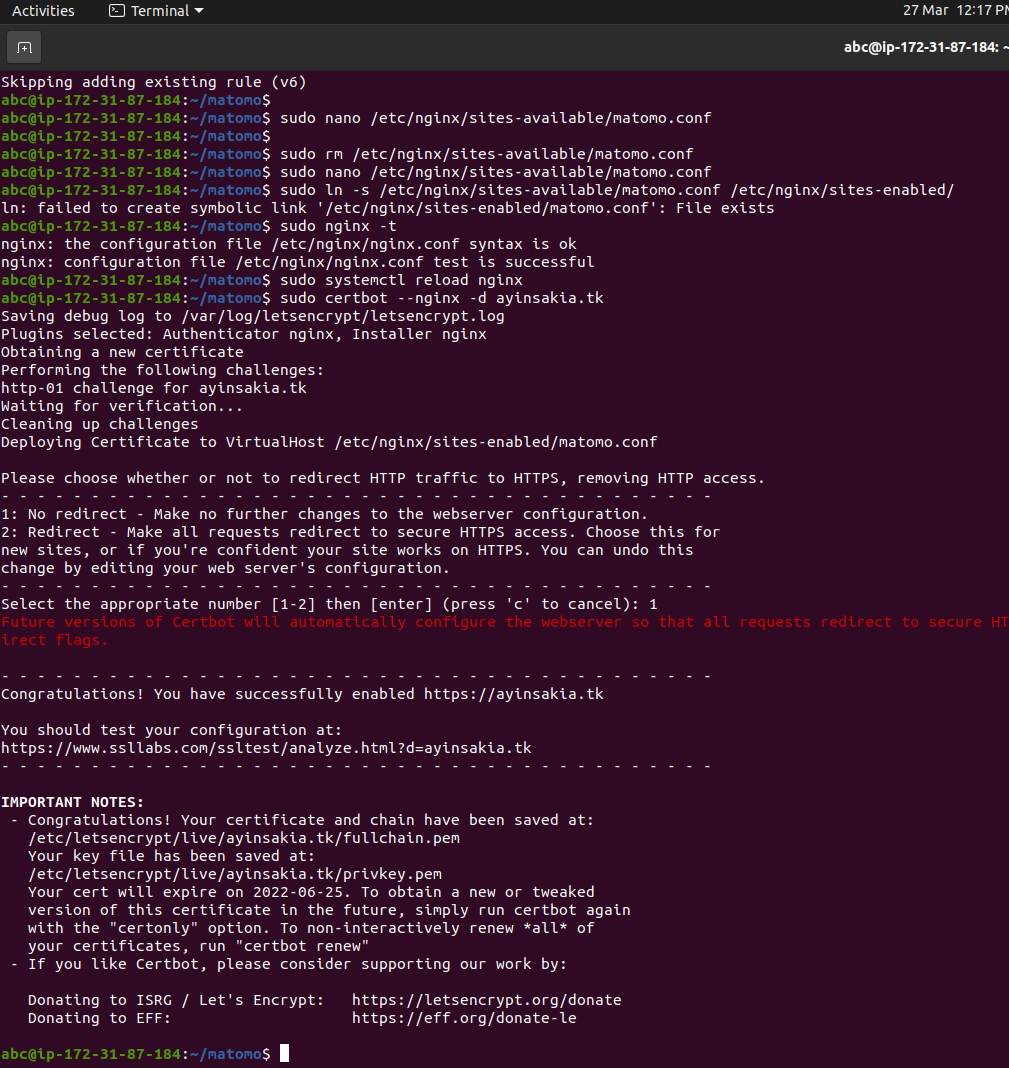 Activities Terminal 27 Mar 12:17 PM
abc@ip-172-31-87-184: ~
Skipping adding existing rule (v6)
abc@ip-172-31-87-184:~/matomo$
abc@ip-172-31-87-184:~/matomo$ sudo nano /etc/nginx/sites-available/matomo.conf
abc@ip-172-31-87-184:~/matomo$
abc@ip-172-31-87-184:~/matomo$ sudo rm /etc/nginx/sites-available/matomo.conf
abc@ip-172-31-87-184:~/matomo$ sudo nano /etc/nginx/sites-available/matomo.conf
abc@ip-172-31-87-184:~/matomo$ sudo ln -s /etc/nginx/sites-available/matomo.conf /etc/nginx/sites-enabled/
ln: failed to create symbolic link '/etc/nginx/sites-enabled/matomo.conf': File exists
abc@ip-172-31-87-184:~/matomo$ sudo nginx -t
nginx: the configuration file /etc/nginx/nginx.conf syntax is ok
nginx: configuration file /etc/nginx/nginx.conf test is successful
abc@ip-172-31-87-184:~/matomo$ sudo systemctl reload nginx
abc@ip-172-31-87-184:~/matomo$ sudo certbot --nginx -d ayinsakia.tk
Saving debug log to /var/log/letsencrypt/letsencrypt.log
Plugins selected: Authenticator nginx, Installer nginx
Obtaining a new certificate
Performing the following challenges:
http-01 challenge for ayinsakia.tk
Waiting for verification...
Cleaning up challenges
Deploying Certificate to VirtualHost /etc/nginx/sites-enabled/matomo.conf
Please choose whether or not to redirect HTTP traffic to HTTPS, removing HTTP access.
- - - - - - - - - - - - - - - - - - - - - - - - - - - - - - - - - - - - - - - -
1: No redirect - Make no further changes to the webserver configuration.
2: Redirect - Make all requests redirect to secure HTTPS access. Choose this for
new sites, or if you're confident your site works on HTTPS. You can undo this
change by editing your web server's configuration.
- - - - - - - - - - - - - - - - - - - - - - - - - - - - - - - - - - - - - - - -
Select the appropriate number [1-2] then [enter] (press 'c' to cancel): 1
Future versions of Certbot will automatically configure the webserver so that all requests redirect to secure HT
irect flags.
- - - - - - - - - - - - - - - - - - - - - - - - - - - - - - - - - - - - - - - -
Congratulations! You have successfully enabled https://ayinsakia.tk
You should test your configuration at:
https://www.ssllabs.com/ssltest/analyze.html?d=ayinsakia.tk
- - - - - - - - - - - - - - - - - - - - - - - - - - - - - - - - - - - - - - - -
IMPORTANT NOTES:
- Congratulations! Your certificate and chain have been saved at:
/etc/letsencrypt/live/ayinsakia.tk/fullchain.pem
Your key file has been saved at:
/etc/letsencrypt/live/ayinsakia.tk/privkey.pem
Your cert will expire on 2022-06-25. To obtain a new or tweaked
version of this certificate in the future, simply run certbot again
with the "certonly" option. To non-interactively renew *all* of
your certificates, run "certbot renew"
- If you like Certbot, please consider supporting our work by:
Donating to ISRG / Let's Encrypt: https://letsencrypt.org/donate
Donating to EFF: https://eff.org/donate-le
abc@ip-172-31-87-184:~/matomo$